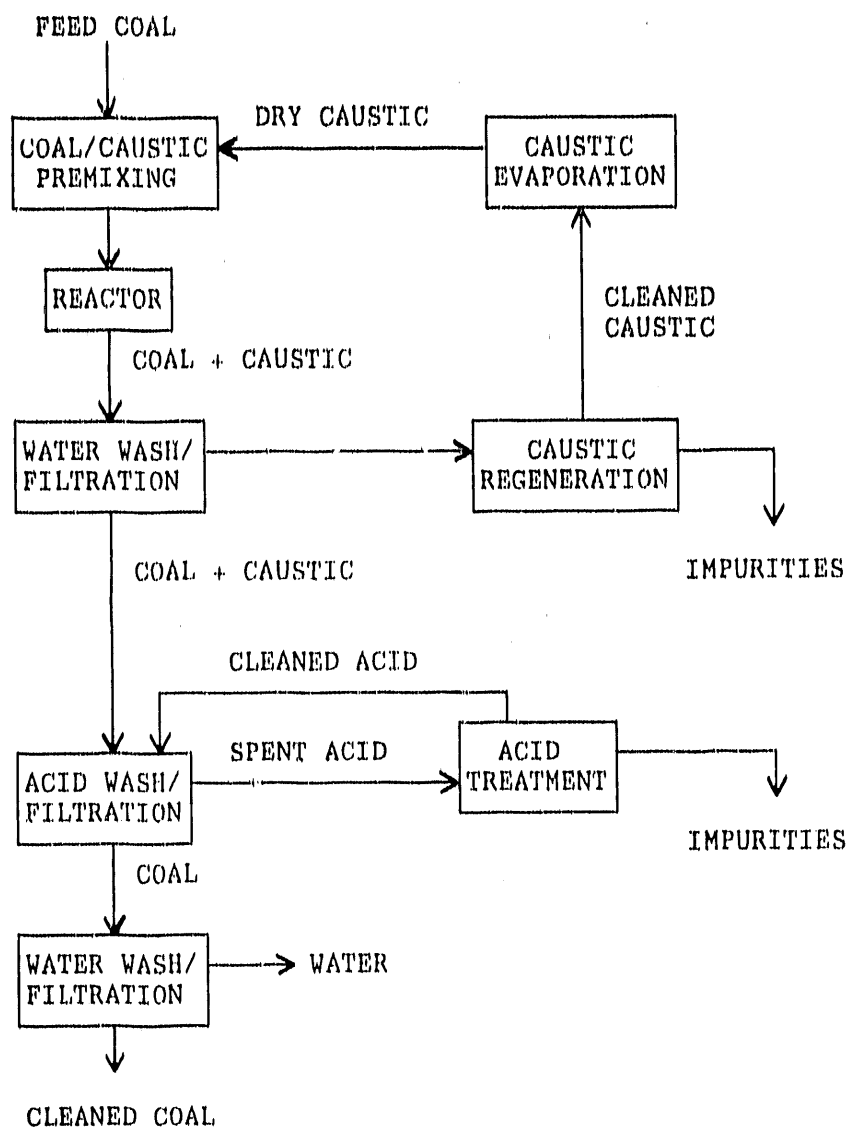 FEED COAL
DRY CAUSTIC
COAL/CAUSTIC
PREMIXING
CAUSTIC
EVAPORATION
REACTOR
CLEANED
CAUSTIC
COAL + CAUSTIC
WATER WASH/
FILTRATION
CAUSTIC
REGENERATION
COAL + CAUSTIC
IMPURITIES
CLEANED ACID
SPENT ACID
ACID
TREATMENT
ACID WASH/
FILTRATION
IMPURITIES
COAL
WATER WASH/
FILTRATION
WATER
CLEANED COAL